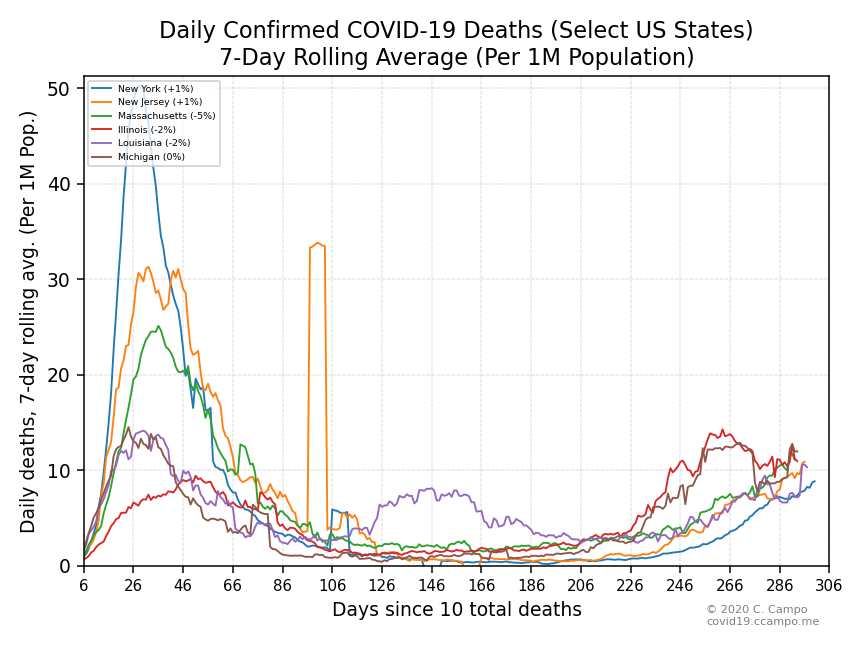 Daily Confirmed COVID-19 Deaths (Select US States)
7-Day Rolling Average (Per 1M Population)
Daily deaths, 7-day rolling avg. (Per 1M Pop.)
50
40
30
20
10
0
New York (+1%)
New Jersey (+1%)
Massachusetts (-5%)
Illinois (-2%)
Louisiana (-2%)
Michigan (0%)
6 26 46 66 86 106 126 146 166 186 206 226 246 266 286 306
Days since 10 total deaths
© 2020 C. Campo
covid19.ccampo.me